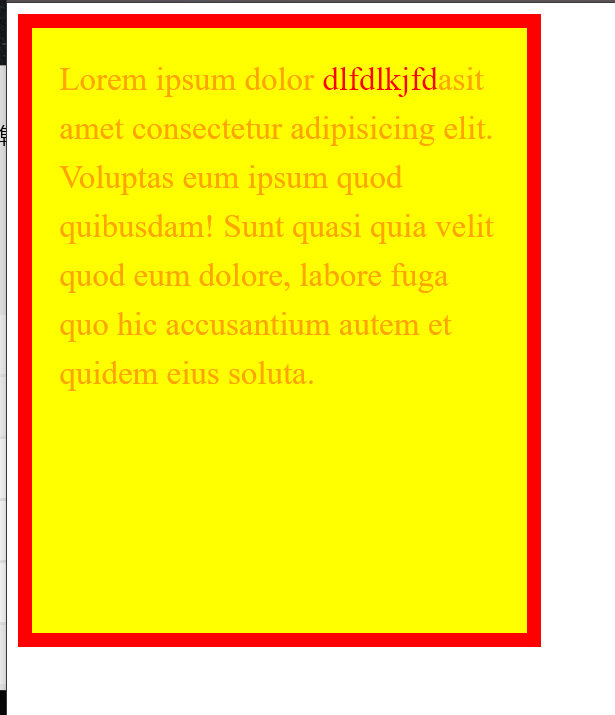 Lorem ipsum dolor dlfdlkjfdasit
amet consectetur adipisicing elit.
Voluptas eum ipsum quod
quibusdam! Sunt quasi quia velit
quod eum dolore, labore fuga
quo hic accusantium autem et
quidem eius soluta.